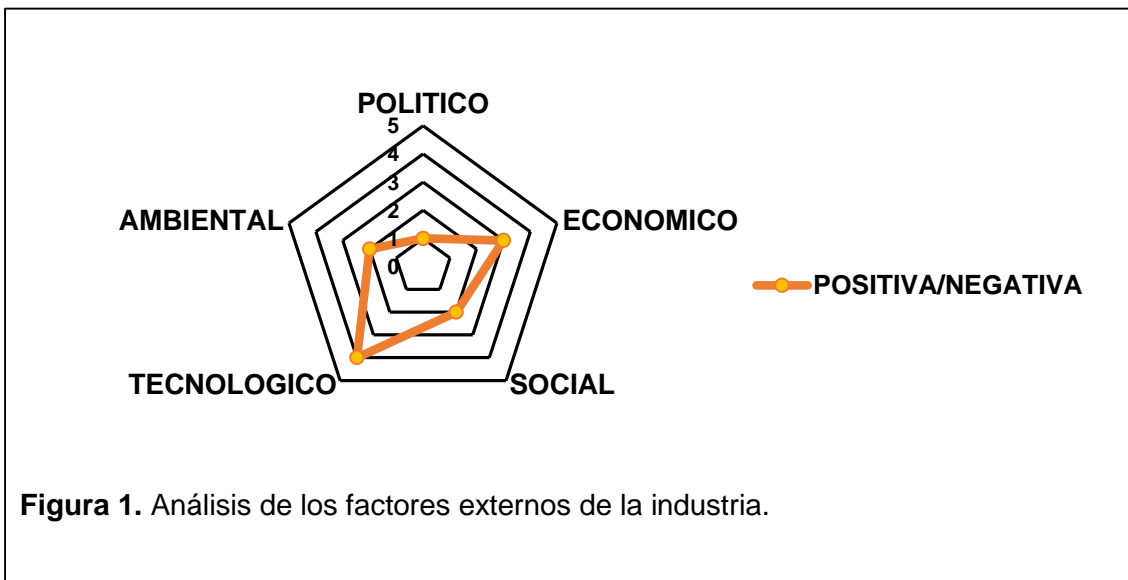 POLITICO
5
4
3
2
1
0
AMBIENTAL
ECONOMICO
TECNOLOGICO
SOCIAL
POSITIVA/NEGATIVA
Figura 1. Análisis de los factores externos de la industria.